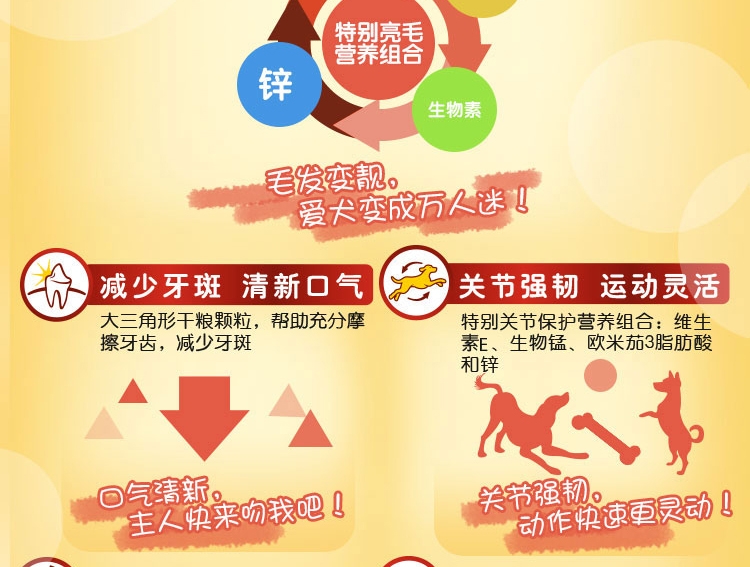 特别亮毛
营养组合
锌
生物素
毛发变靓,
爱犬变成万人迷!
减少牙斑 清新口气
大三角形干粮颗粒，帮助充分摩
擦牙齿，减少牙斑
口气清新,
主人快来吻我吧!
关节强韧 运动灵活
特别关节保护营养组合：维生
素E、生物锰、欧米茄3脂肪酸
和锌
关节强韧,
动作快速更灵动!